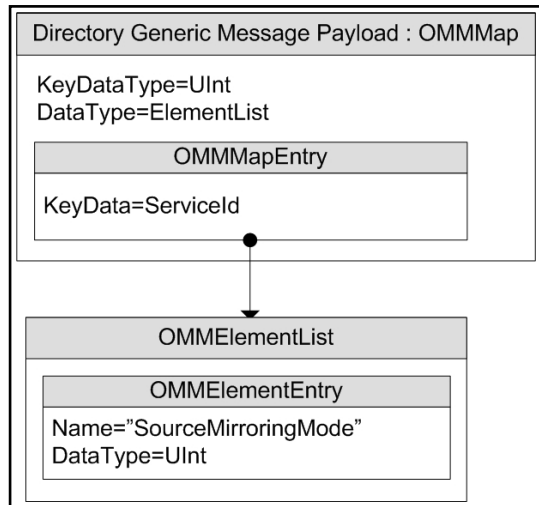 Directory Generic Message Payload : OMMMap
KeyDataType=UInt
DataType=ElementList
OMMMapEntry
KeyData=ServiceId
OMMElementList
OMMElementEntry
Name=”SourceMirroringMode”
DataType=UInt